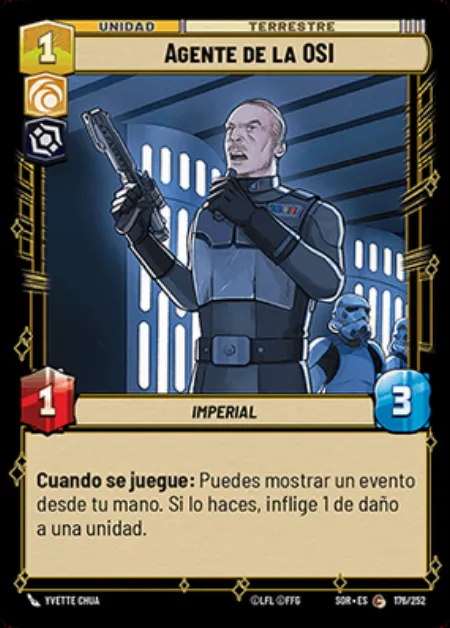 UNIDAD
TERRESTRE
1
AGENTE DE LA OSI
1
IMPERIAL
3
Cuando se juegue: Puedes mostrar un evento
desde tu mano. Si lo haces, inflige 1 de daño
a una unidad.
YVETTE CHUA
©LFL ©FFG
SOR • ES
C
176/252